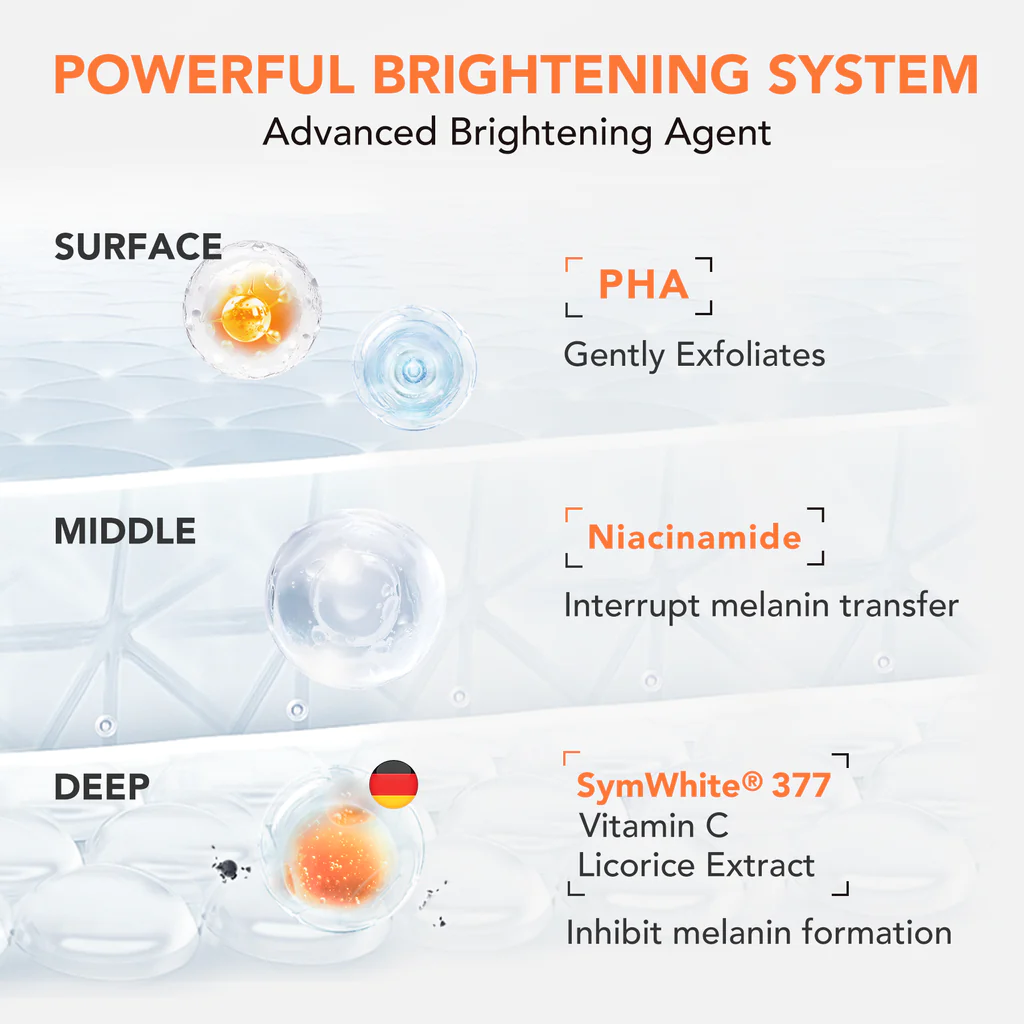 POWERFUL BRIGHTENING SYSTEM
Advanced Brightening Agent
SURFACE
PHA
Gently Exfoliates
MIDDLE
Niacinamide
Interrupt melanin transfer
DEEP
SymWhite® 377
Vitamin C
Licorice Extract
Inhibit melanin formation